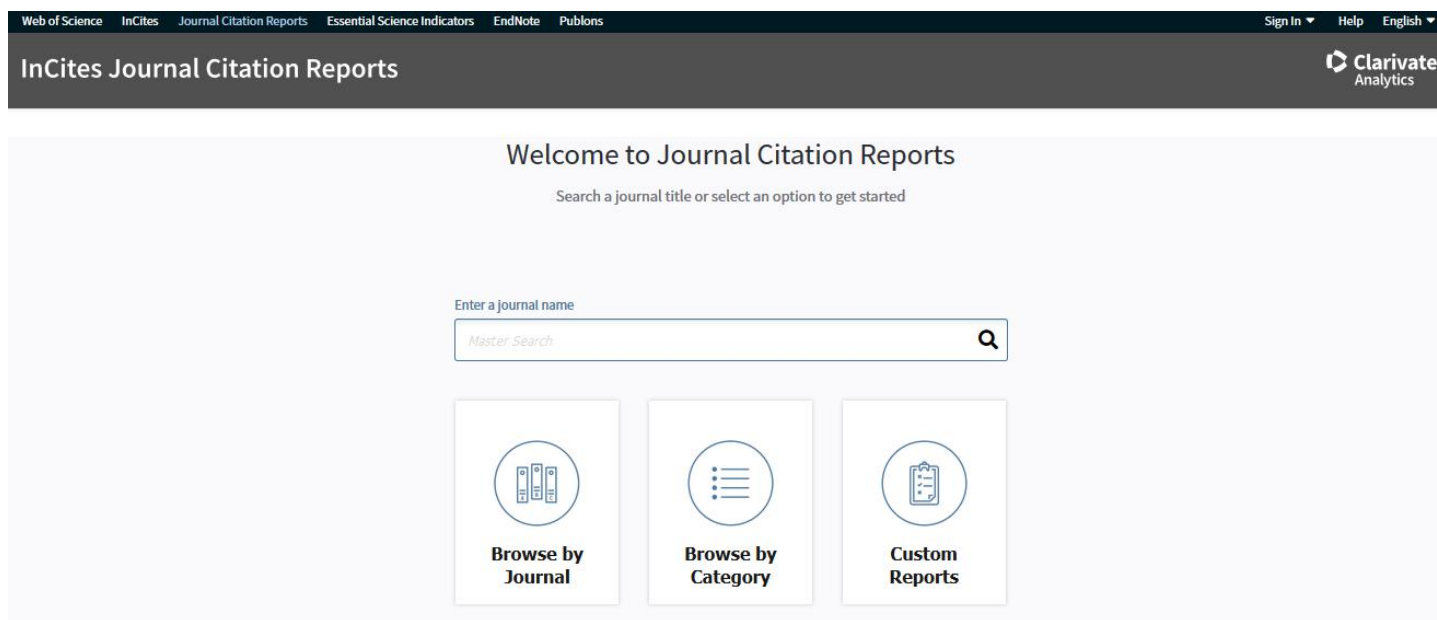 Web of Science InCites Journal Citation Reports Essential Science Indicators EndNote Publons Sign In Help English
InCites Journal Citation Reports
Clarivate
Analytics
Welcome to Journal Citation Reports
Search a journal title or select an option to get started
Enter a journal name
Master Search
Browse by
Journal
Browse by
Category
Custom
Reports